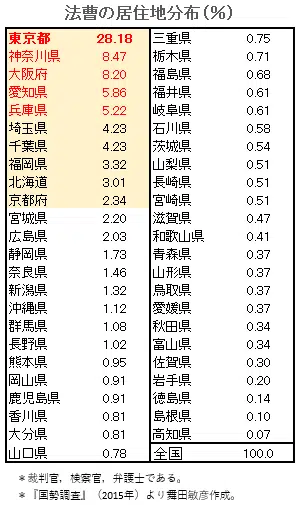 法曹の居住地分布(%)
東京都 28.18
神奈川県 8.47
大阪府 8.20
愛知県 5.86
兵庫県 5.22
埼玉県 4.23
千葉県 4.23
福岡県 3.32
北海道 3.01
京都府 2.34
宮城県 2.20
広島県 2.03
静岡県 1.73
奈良県 1.46
新潟県 1.32
沖縄県 1.12
群馬県 1.08
長野県 1.02
熊本県 0.95
岡山県 0.91
鹿児島県 0.91
香川県 0.81
大分県 0.81
山口県 0.78
三重県 0.75
栃木県 0.71
福島県 0.68
福井県 0.61
岐阜県 0.61
石川県 0.58
茨城県 0.54
山梨県 0.51
長崎県 0.51
宮崎県 0.51
滋賀県 0.47
和歌山県 0.41
青森県 0.37
山形県 0.37
鳥取県 0.37
愛媛県 0.37
秋田県 0.34
富山県 0.34
佐賀県 0.30
岩手県 0.20
徳島県 0.14
島根県 0.10
高知県 0.07
全国 100.0
*裁判官,検察官,弁護士である。
*『国勢調査』(2015年)より舞田敏彦作成。